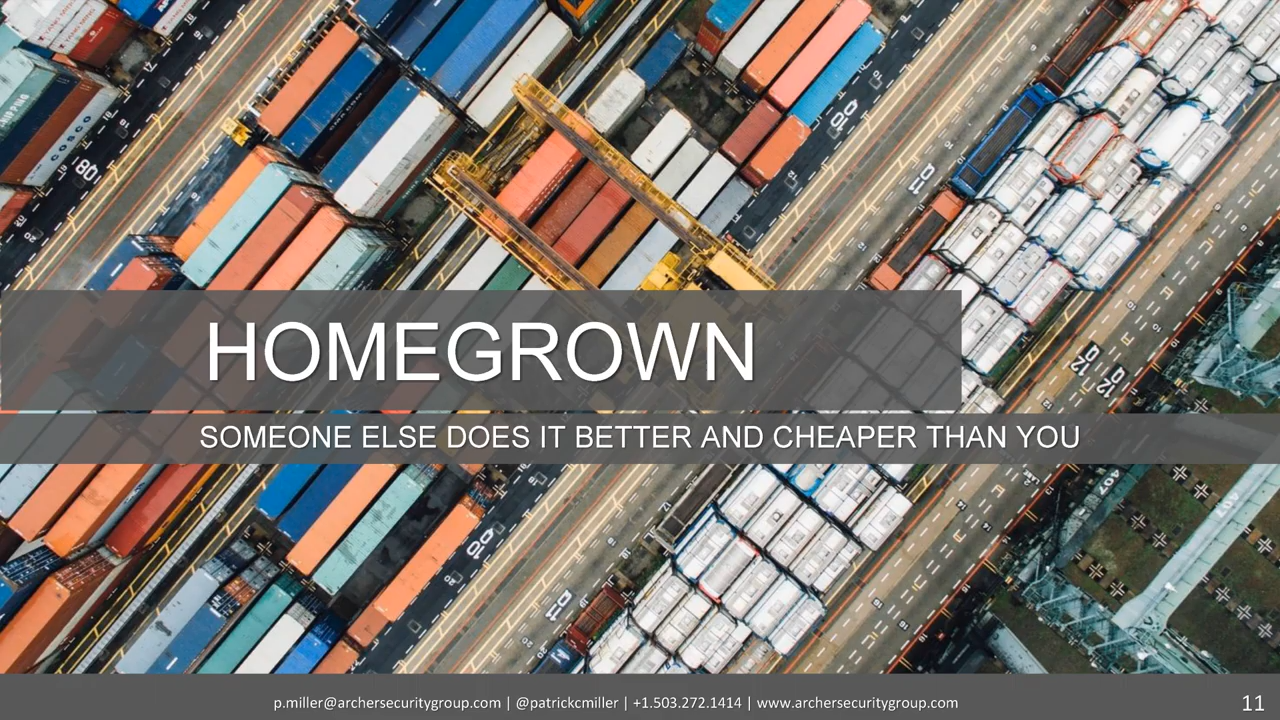 HOMEGROWN
SOMEONE ELSE DOES IT BETTER AND CHEAPER THAN YOU
p.miller@archersecuritygroup.com | @patrickcmiller | +1.503.272.1414 | www.archersecuritygroup.com
11